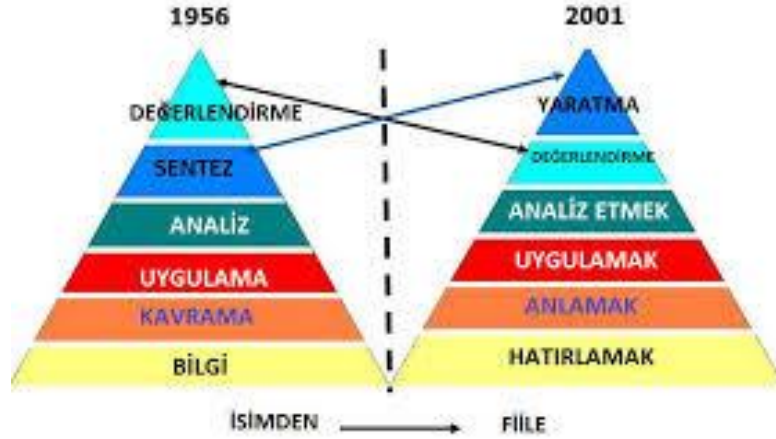 1956
DEĞERLENDİRME
SENTEZ
ANALİZ
UYGULAMA
KAVRAMA
BİLGİ
2001
YARATMA
DEĞERLENDİRME
ANALİZ ETMEK
UYGULAMAK
ANLAMAK
HATIRLAMAK
İSİMDEN
FİİLE